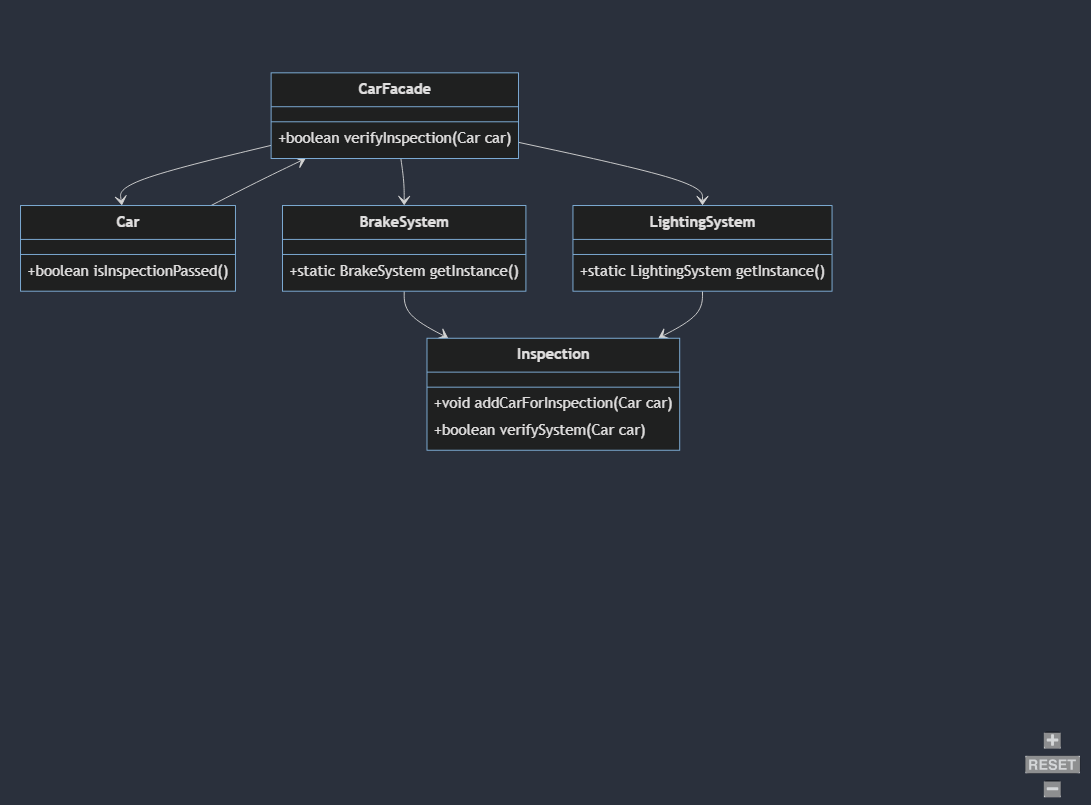 CarFacade
+boolean verifyInspection(Car car)
Car
+boolean isInspectionPassed()
BrakeSystem
+static BrakeSystem getInstance()
LightingSystem
+static LightingSystem getInstance()
Inspection
+void addCarForInspection(Car car)
+boolean verifySystem(Car car)
+
RESET
−